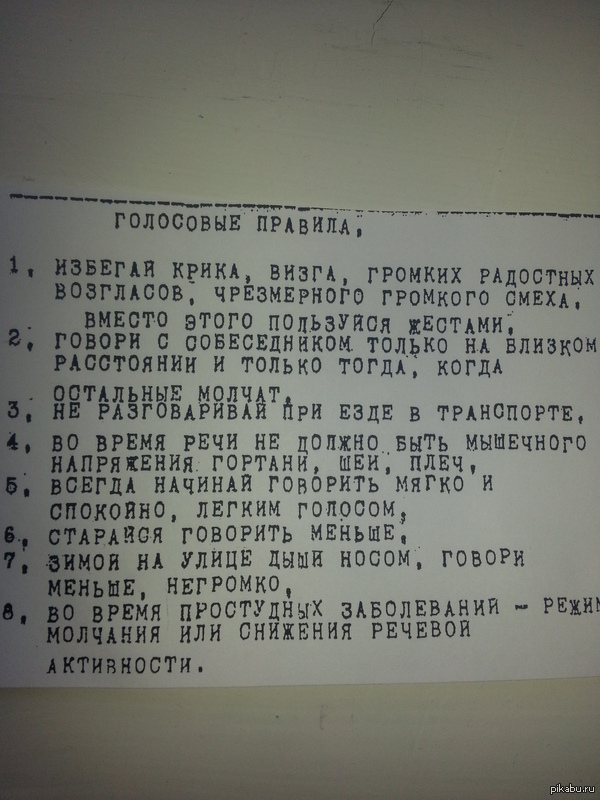 ГОЛОСОВЫЕ ПРАВИЛА,
1, ИЗБЕГАЙ КРИКА, ВИЗГА, ГРОМКИХ РАДОСТНЫХ
ВОЗГЛАСОВ, ЧРЕЗМЕРНОГО ГРОМКОГО СМЕХА,
ВМЕСТО ЭТОГО ПОЛЬЗУЙСЯ ЖЕСТАМИ,
2, ГОВОРИ С СОБЕСЕДНИКОМ ТОЛЬКО НА БЛИЗКОМ
РАССТОЯНИИ И ТОЛЬКО ТОГДА, КОГДА
ОСТАЛЬНЫЕ МОЛЧАТ,
3, НЕ РАЗГОВАРИВАЙ ПРИ ЕЗДЕ В ТРАНСПОРТЕ,
4, ВО ВРЕМЯ РЕЧИ НЕ ДОЛЖНО БЫТЬ МЫШЕЧНОГО
НАПРЯЖЕНИЯ ГОРТАНИ, ШЕИ, ПЛЕЧ,
5, ВСЕГДА НАЧИНАЙ ГОВОРИТЬ МЯГКО И
СПОКОЙНО, ЛЕГКИМ ГОЛОСОМ,
6, СТАРАЙСЯ ГОВОРИТЬ МЕНЬШЕ,
7, ЗИМОЙ НА УЛИЦЕ ДЫШИ НОСОМ, ГОВОРИ
МЕНЬШЕ, НЕГРОМКО,
8, ВО ВРЕМЯ ПРОСТУДНЫХ ЗАБОЛЕВАНИЙ - РЕЖИМ
МОЛЧАНИЯ ИЛИ СНИЖЕНИЯ РЕЧЕВОЙ
АКТИВНОСТИ.
pikabu.ru